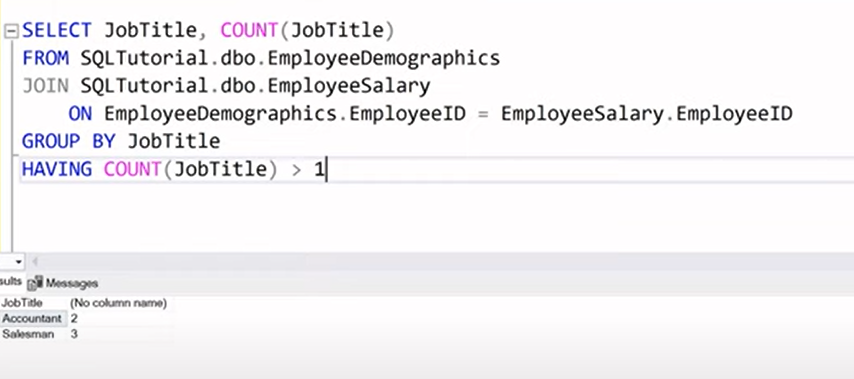 SELECT JobTitle, COUNT(JobTitle)
FROM SQLTutorial.dbo.EmployeeDemographics
JOIN SQLTutorial.dbo.EmployeeSalary
ON EmployeeDemographics.EmployeeID = EmployeeSalary.EmployeeID
GROUP BY JobTitle
HAVING COUNT(JobTitle) > 1
sults Messages
JobTitle (No column name)
Accountant 2
Salesman 3